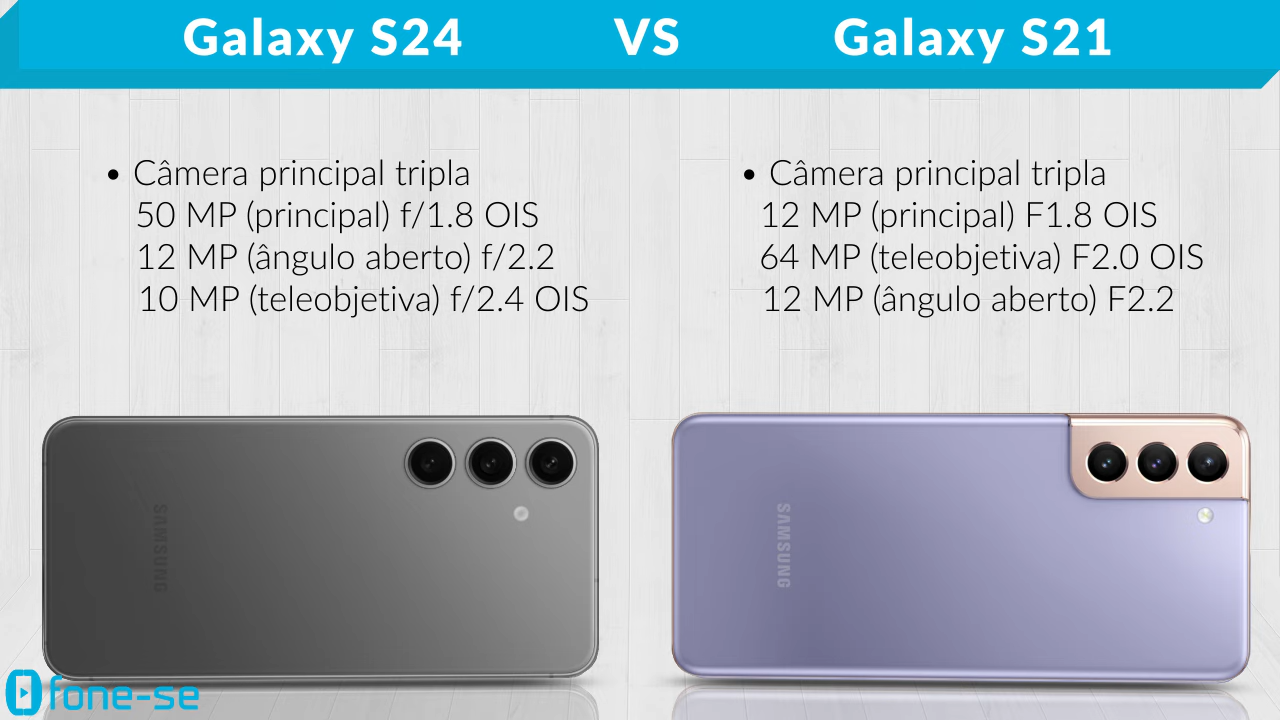 Galaxy S24 VS Galaxy S21
• Câmera principal tripla
50 MP (principal) f/1.8 OIS
12 MP (ângulo aberto) f/2.2
10 MP (teleobjetiva) f/2.4 OIS
• Câmera principal tripla
12 MP (principal) F1.8 OIS
64 MP (teleobjetiva) F2.0 OIS
12 MP (ângulo aberto) F2.2
SAMSUNG
SAMSUNG
fone-se